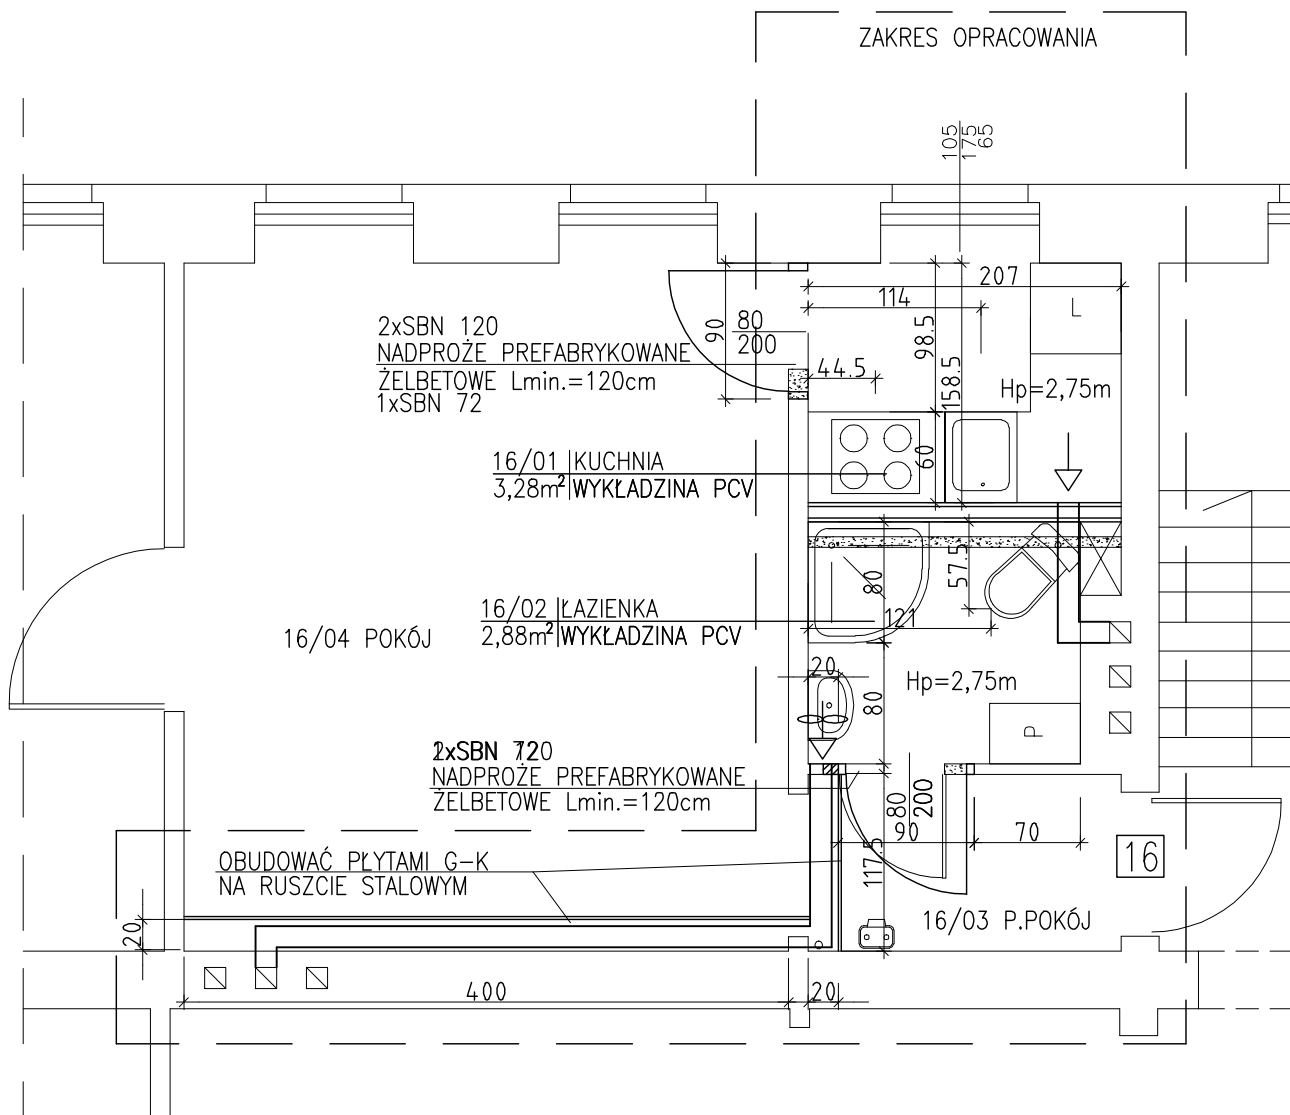 ZAKRES OPRACOWANIA
105
175
65
207
114
L
2xSBN 120
NADPROŻE PREFABRYKOWANE
ŻELBETOWE Lmin.=120cm
1xSBN 72
90
80
200
98.5
158.5
44.5
Hp=2,75m
16/01 KUCHNIA
3,28m² WYKŁADZINA PCV
60
57.5
80
16/02 ŁAZIENKA
2,88m² WYKŁADZINA PCV
121
16/04 POKÓJ
20
Hp=2,75m
80
P
NADPROŻE PREFABRYKOWANE
ŻELBETOWE Lmin.=120cm
80
200
90
70
117.5
16
OBUDOWAĆ PŁYTAMI G-K
NA RUSZCIE STALOWYM
16/03 P.POKÓJ
20
400
20